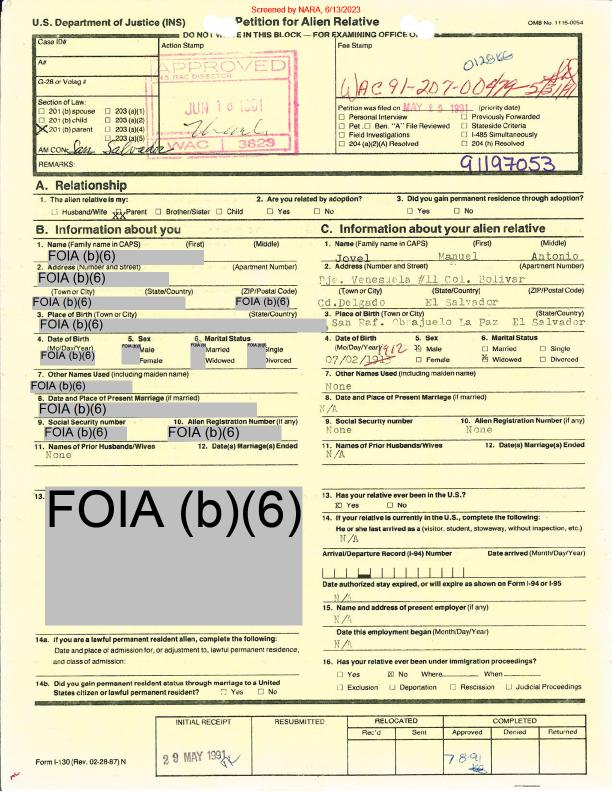 Screened by NARA, 6/13/2023
U.S. Department of Justice (INS) Petition for Alien Relative OMB No. 1115-0054
DO NOT WRITE IN THIS BLOCK — FOR EXAMINING OFFICE O
Case ID#
Action Stamp
Fee Stamp
A#
G-28 or Volag #
APPROVED
DIRECTOR
JUN 18 1991
WAC 3823
012886
WAC 91-207-00474 5/31/91
Section of Law:
☐ 201 (b) spouse ☐ 203 (a)(1)
☐ 201 (b) child ☐ 203 (a)(2)
☒ 201 (b) parent ☐ 203 (a)(4)
☐ 203 (a)(5)
AM CON: San Salvador
Petition was filed on MAY 29 1991 (priority date)
☐ Personal Interview ☐ Previously Forwarded
☐ Pet. ☐ Ben. "A" File Reviewed ☐ Stateside Criteria
☐ Field Investigations ☐ I-485 Simultaneously
☐ 204 (a)(2)(A) Resolved ☐ 204 (h) Resolved
REMARKS:
91197053
A. Relationship
1. The alien relative is my: 2. Are you related by adoption? 3. Did you gain permanent residence through adoption?
☐ Husband/Wife ☒ Parent ☐ Brother/Sister ☐ Child ☐ Yes ☐ No ☐ Yes ☐ No
B. Information about you
1. Name (Family name in CAPS) (First) (Middle)
FOIA (b)(6)
2. Address (Number and Street) (Apartment Number)
FOIA (b)(6)
(Town or City) (State/Country) (ZIP/Postal Code)
FOIA (b)(6) FOIA (b)(6)
3. Place of Birth (Town or City) (State/Country)
FOIA (b)(6)
4. Date of Birth 5. Sex 6. Marital Status
(Mo/Day/Year) Male Married Single
FOIA (b)(6) Female Widowed Divorced
7. Other Names Used (including maiden name)
FOIA (b)(6)
8. Date and Place of Present Marriage (if married)
FOIA (b)(6)
9. Social Security number 10. Alien Registration Number (if any)
FOIA (b)(6) FOIA (b)(6)
11. Names of Prior Husbands/Wives 12. Date(s) Marriage(s) Ended
None
13.
FOIA (b)(6)
14a. If you are a lawful permanent resident alien, complete the following:
Date and place of admission for, or adjustment to, lawful permanent residence,
and class of admission:
14b. Did you gain permanent resident status through marriage to a United
States citizen or lawful permanent resident? ☐ Yes ☐ No
C. Information about your alien relative
1. Name (Family name in CAPS) (First) (Middle)
Jovel Manuel Antonio
2. Address (Number and Street) (Apartment Number)
Pje. Venesuela #11 Col. Bolivar
(Town or City) (State/Country) (ZIP/Postal Code)
Cd.Delgado El Salvador
3. Place of Birth (Town or City) (State/Country)
San Raf. Obrajuelo La Paz El Salvador
4. Date of Birth 5. Sex 6. Marital Status
(Mo/Day/Year) 1912 ☒ Male ☐ Married ☐ Single
07/02/ ☐ Female ☒ Widowed ☐ Divorced
7. Other Names Used (including maiden name)
None
8. Date and Place of Present Marriage (if married)
N/A
9. Social Security number 10. Alien Registration Number (if any)
None None
11. Names of Prior Husbands/Wives 12. Date(s) Marriage(s) Ended
N/A
13. Has your relative ever been in the U.S.?
☒ Yes ☐ No
14. If your relative is currently in the U.S., complete the following:
He or she last arrived as a (visitor, student, stowaway, without inspection, etc.)
N/A
Arrival/Departure Record (I-94) Number Date arrived (Month/Day/Year)
Date authorized stay expired, or will expire as shown on Form I-94 or I-95
N/A
15. Name and address of present employer (if any)
N/A
Date this employment began (Month/Day/Year)
N/A
16. Has your relative ever been under immigration proceedings?
☐ Yes ☒ No Where When
☐ Exclusion ☐ Deportation ☐ Rescission ☐ Judicial Proceedings
INITIAL RECEIPT RESUBMITTED RELOCATED COMPLETED
Rec'd Sent Approved Denied Returned
29 MAY 1991 7-8-91
Form I-130 (Rev. 02-28-87) N